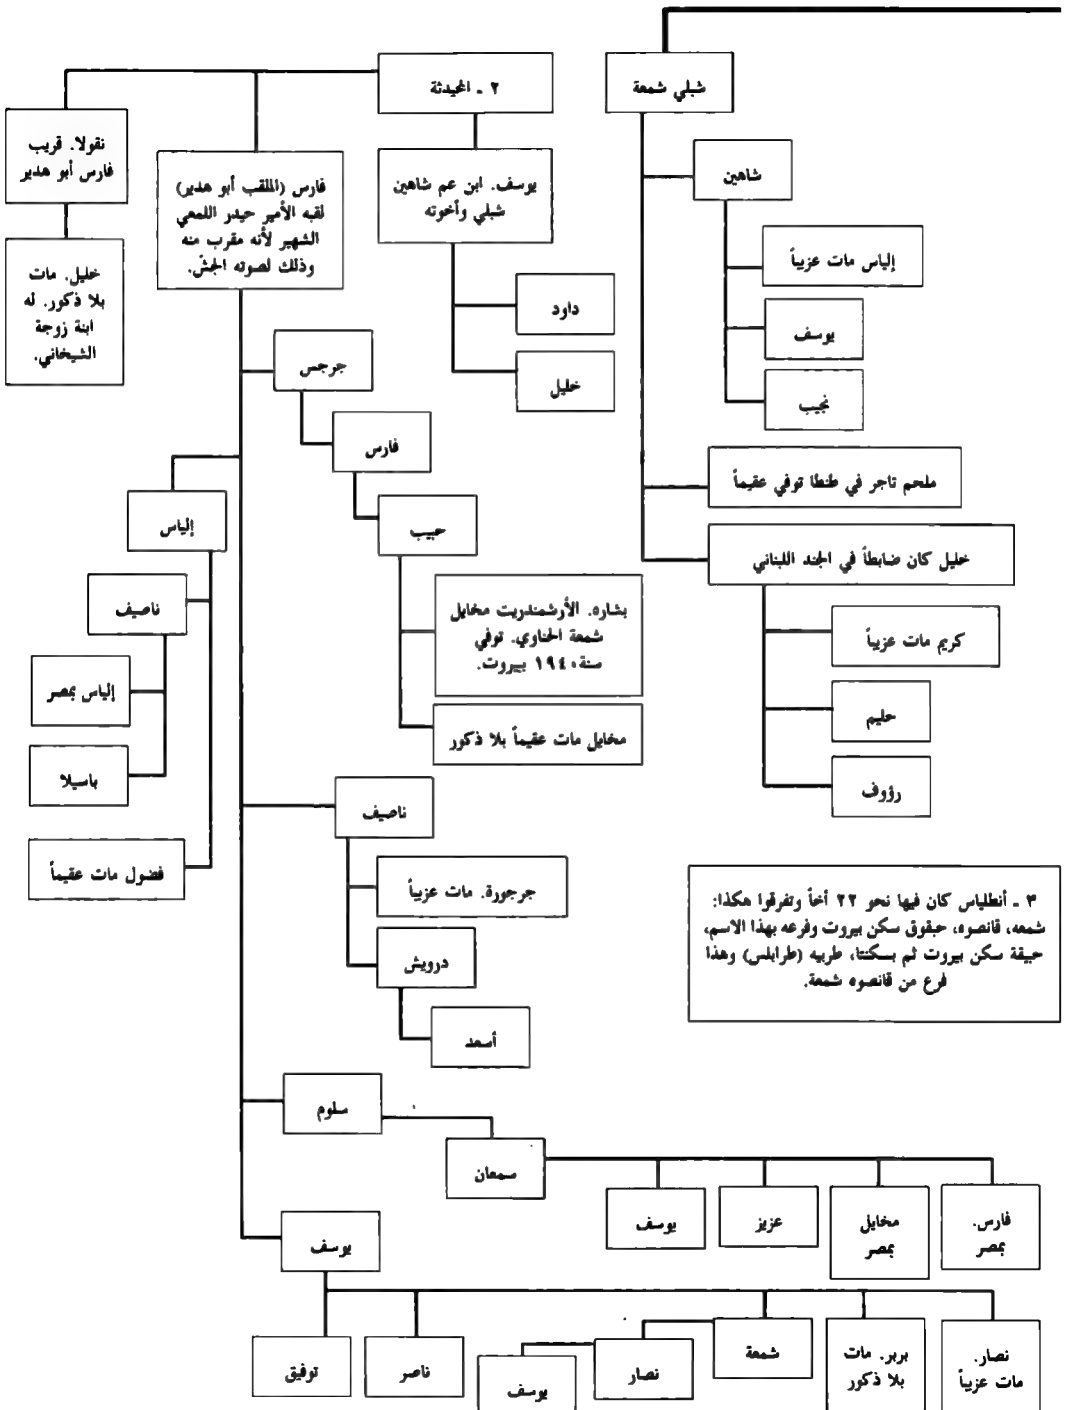 شبلي شمعة
شاهين
إلياس مات عزيباً
يوسف
نجيب
ملحم تاجر في طنطا توفي عقيماً
خليل كان ضابطاً في الجند اللبناني
كريم مات عزيباً
حليم
رؤوف
٢ ـ المحيدثة
يوسف. ابن عم شاهين
شبلي وأخوته
داود
خليل
فارس (الملقب أبو هدير)
لقبه الأمير حيدر اللمعي
الشهير لأنه مقرب منه
وذلك لصوته الجشّ.
نقولا. قريب
فارس أبو هدير
خليل. مات
بلا ذكور. له
ابنة زوجة
الشيخاني.
جرجس
فارس
حبيب
بشاره. الأرشمندريت مخايل
شمعة الحناوي. توفي
سنة ١٩٤٠ ببيروت.
مخايل مات عقيماً بلا ذكور
إلياس
ناصيف
إلياس بمصر
باسيلا
فضول مات عقيماً
ناصيف
جرجورة. مات عزيباً
درويش
أسعد
٣ ـ أنطلياس كان فيها نحو ٢٢ أخاً وتفرقوا هكذا:
شمعه، قانصوه، حبقوق سكن بيروت وفرعه بهذا الاسم،
حبيقة سكن بيروت ثم بسكنتا، طربيه (طرابلس) وهذا
فرع من قانصوه شمعة.
سلوم
سمعان
فارس.
بمصر
مخايل
بمصر
عزيز
يوسف
يوسف
نصار.
مات عزيباً
بربر. مات
بلا ذكور
شمعة
نصار
يوسف
ناصر
توفيق